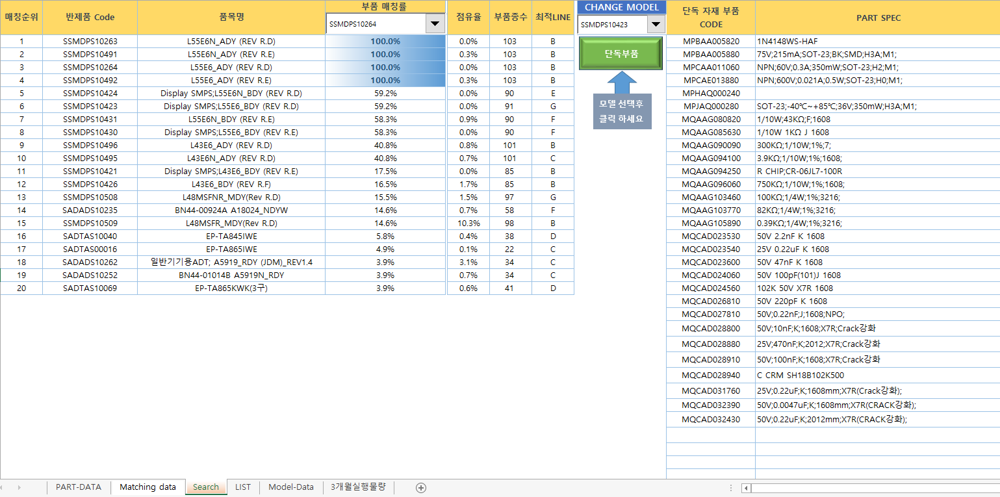 매칭순위 반제품 Code 품목명 부품 매칭률 점유율 부품종수 최적LINE CHANGE MODEL 단독 자재 부품 CODE PART SPEC
SSMDPS10264 SSMDPS10423
1 SSMDPS10263 L55E6N_ADY (REV R.D) 100.0% 0.0% 103 B
2 SSMDPS10491 L55E6N_ADY (REV R.E) 100.0% 0.3% 103 B
3 SSMDPS10264 L55E6_ADY (REV R.D) 100.0% 0.0% 103 B
4 SSMDPS10492 L55E6_ADY (REV R.E) 100.0% 0.3% 103 B
5 SSMDPS10424 Display SMPS;L55E6N_BDY (REV R.D) 59.2% 0.0% 90 E
6 SSMDPS10423 Display SMPS;L55E6_BDY (REV R.D) 59.2% 0.0% 91 G
7 SSMDPS10431 L55E6N_BDY (REV R.E) 58.3% 0.9% 90 F
8 SSMDPS10430 Display SMPS;L55E6_BDY (REV R.E) 58.3% 0.0% 90 F
9 SSMDPS10496 L43E6_ADY (REV R.D) 40.8% 0.8% 101 B
10 SSMDPS10495 L43E6N_ADY (REV R.D) 40.8% 0.7% 101 C
11 SSMDPS10421 Display SMPS;L43E6_BDY (REV R.E) 17.5% 0.0% 85 B
12 SSMDPS10426 L43E6_BDY (REV R.F) 16.5% 1.7% 85 B
13 SSMDPS10508 L48MSFNR_MDY(Rev R.D) 15.5% 1.5% 97 G
14 SADADS10235 BN44-00924A A18024_NDYW 14.6% 0.7% 58 F
15 SSMDPS10509 L48MSFR_MDY(Rev R.D) 14.6% 10.3% 98 B
16 SADTAS10040 EP-TA845IWE 5.8% 0.4% 38 D
17 SADTAS00016 EP-TA865IWE 4.9% 0.1% 22 C
18 SADADS10262 일반기기용ADT; A5919_RDY (JDM)_REV1.4 3.9% 3.1% 34 C
19 SADADS10252 BN44-01014B A5919N_RDY 3.9% 0.7% 34 C
20 SADTAS10069 EP-TA865KWK(3구) 3.9% 0.6% 41 D
단독부품
모델 선택후
클릭 하세요
MPBAA005820 1N4148WS-HAF
MPBAA005880 75V;215mA;SOT-23;BK;SMD;H3A;M1;
MPCAA011060 NPN;60V;0.3A;350mW;SOT-23;H2;M1;
MPCAE013880 NPN;600V;0.021A;0.5W;SOT-23;H0;M1;
MPHAQ000240
MPJAQ000280 SOT-23;-40℃~+85℃;36V;350mW;H3A;M1;
MQAAG080820 1/10W;43KΩ;F;1608
MQAAG085630 1/10W 1KΩ J 1608
MQAAG090090 300KΩ;1/10W;1%;7;
MQAAG094100 3.9KΩ;1/10W;1%;1608;
MQAAG094250 R CHIP;CR-06JL7-100R
MQAAG096060 750KΩ;1/10W;1%;1608;
MQAAG103460 100KΩ;1/4W;1%;3216;
MQAAG103770 82KΩ;1/4W;1%;3216;
MQAAG105890 0.39KΩ;1/4W;1%;3216;
MQCAD023530 50V 2.2nF K 1608
MQCAD023540 25V 0.22uF K 1608
MQCAD023600 50V 47nF K 1608
MQCAD024060 50V 100pF(101)J 1608
MQCAD024560 102K 50V X7R 1608
MQCAD026810 50V 220pF K 1608
MQCAD027810 50V;0.22nF;J;1608;NPO;
MQCAD028800 50V;10nF;K;1608;X7R;Crack강화
MQCAD028880 25V;470nF;K;2012;X7R;Crack강화
MQCAD028910 50V;100nF;K;1608;X7R;Crack강화
MQCAD028940 C CRM SH18B102K500
MQCAD031760 25V;0.22uF;K;1608mm;X7R(Crack강화);
MQCAD032390 50V;0.0047uF;K;1608mm;X7R(CRACK강화);
MQCAD032430 50V;0.22uF;K;2012mm;X7R(CRACK강화);
PART-DATA Matching data Search LIST Model-Data 3개월실행물량